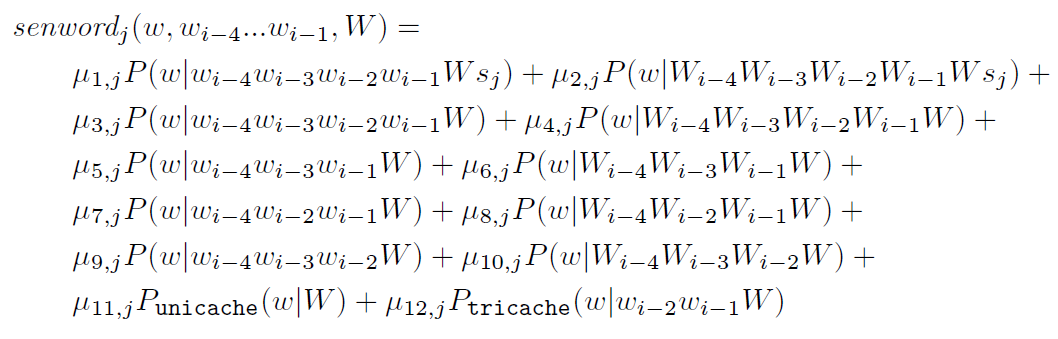 senword_j(w, w_{i−4}...w_{i−1}, W) =
μ_{1,j}P(w|w_{i−4}w_{i−3}w_{i−2}w_{i−1}Ws_j) + μ_{2,j}P(w|W_{i−4}W_{i−3}W_{i−2}W_{i−1}Ws_j) +
μ_{3,j}P(w|w_{i−4}w_{i−3}w_{i−2}w_{i−1}W) + μ_{4,j}P(w|W_{i−4}W_{i−3}W_{i−2}W_{i−1}W) +
μ_{5,j}P(w|w_{i−4}w_{i−3}w_{i−1}W) + μ_{6,j}P(w|W_{i−4}W_{i−3}W_{i−1}W) +
μ_{7,j}P(w|w_{i−4}w_{i−2}w_{i−1}W) + μ_{8,j}P(w|W_{i−4}W_{i−2}W_{i−1}W) +
μ_{9,j}P(w|w_{i−4}w_{i−3}w_{i−2}W) + μ_{10,j}P(w|W_{i−4}W_{i−3}W_{i−2}W) +
μ_{11,j}P_{unicache}(w|W) + μ_{12,j}P_{tricache}(w|w_{i−2}w_{i−1}W)